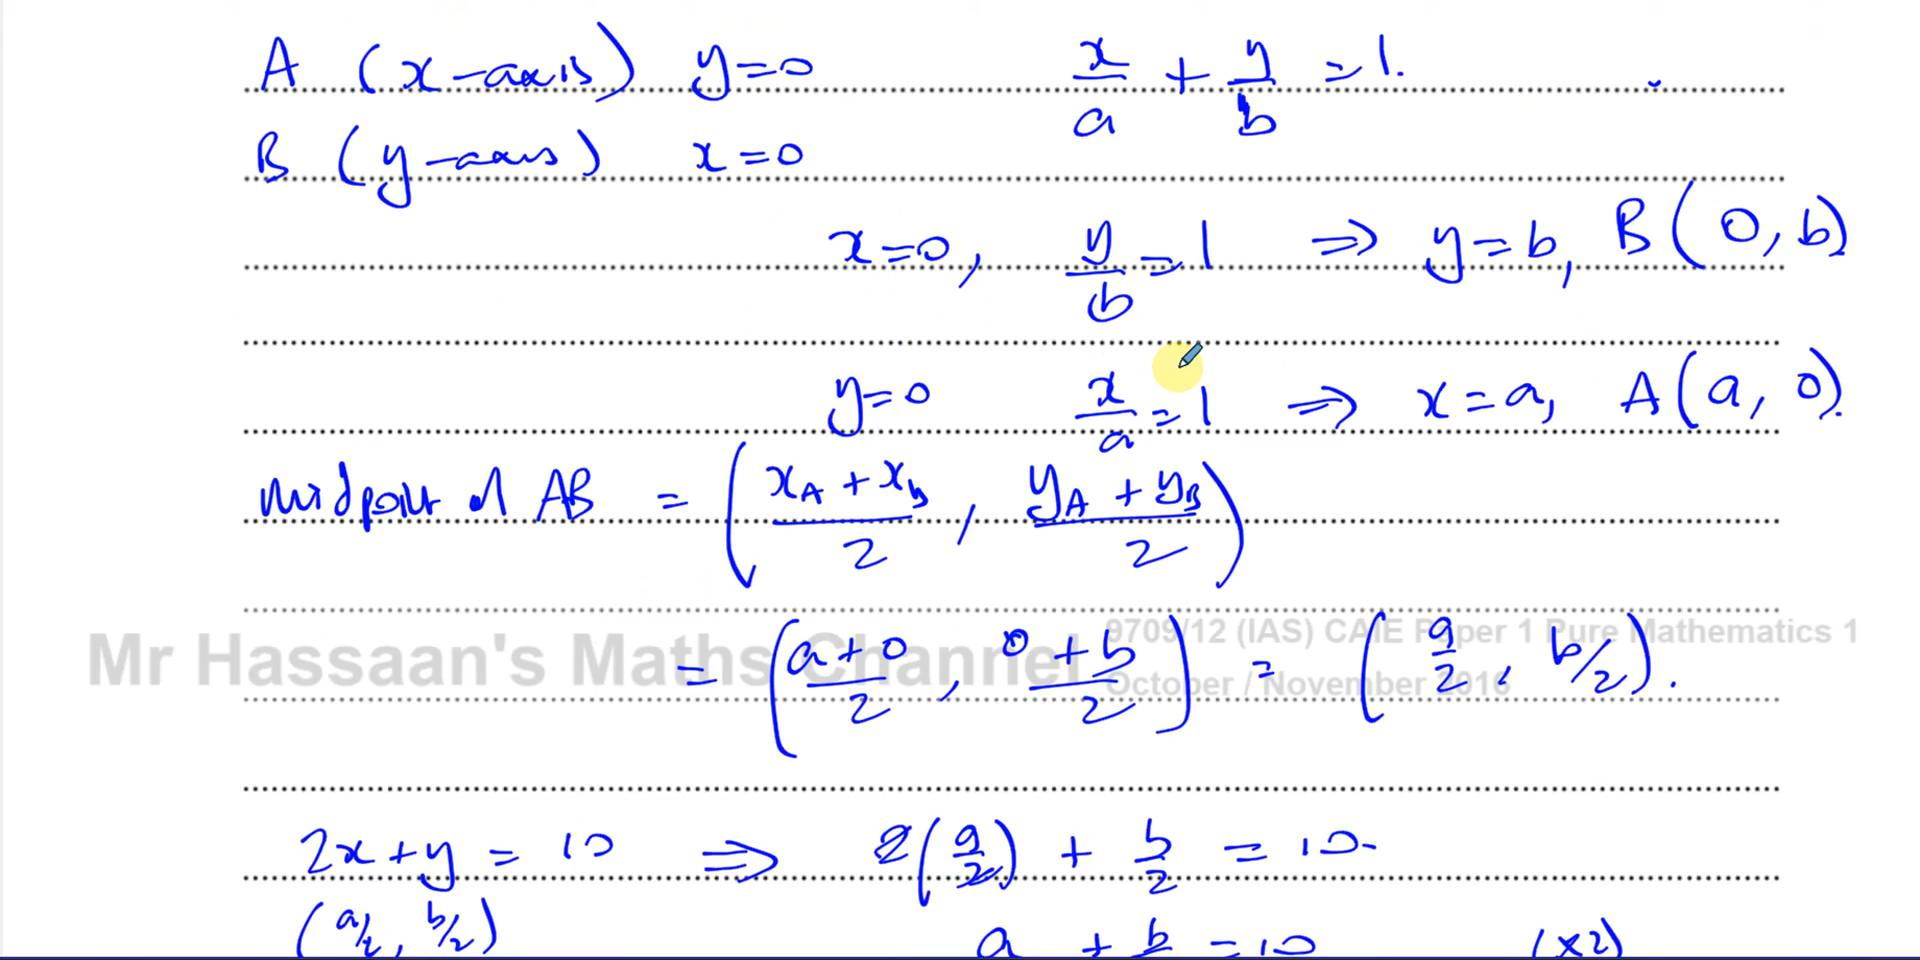 A (x-axis) y=0 x/a + y/b = 1.
B (y-axis) x=0
x=0, y/b = 1 ⇒ y=b, B(0,b)
y=0 x/a = 1 ⇒ x=a, A(a,0).
midpoint of AB = ( (x_A + x_B)/2 , (y_A + y_B)/2 )
Mr Hassaan's Maths Channel
9709/12 (IAS) CAIE Paper 1 Pure Mathematics 1
October / November 2016
= ( (a+0)/2 , (0+b)/2 ) = ( a/2 , b/2 ).
2x+y = 10 ⇒ 2(a/2) + b/2 = 10.
(a/2, b/2) a + b = 10 (x2)